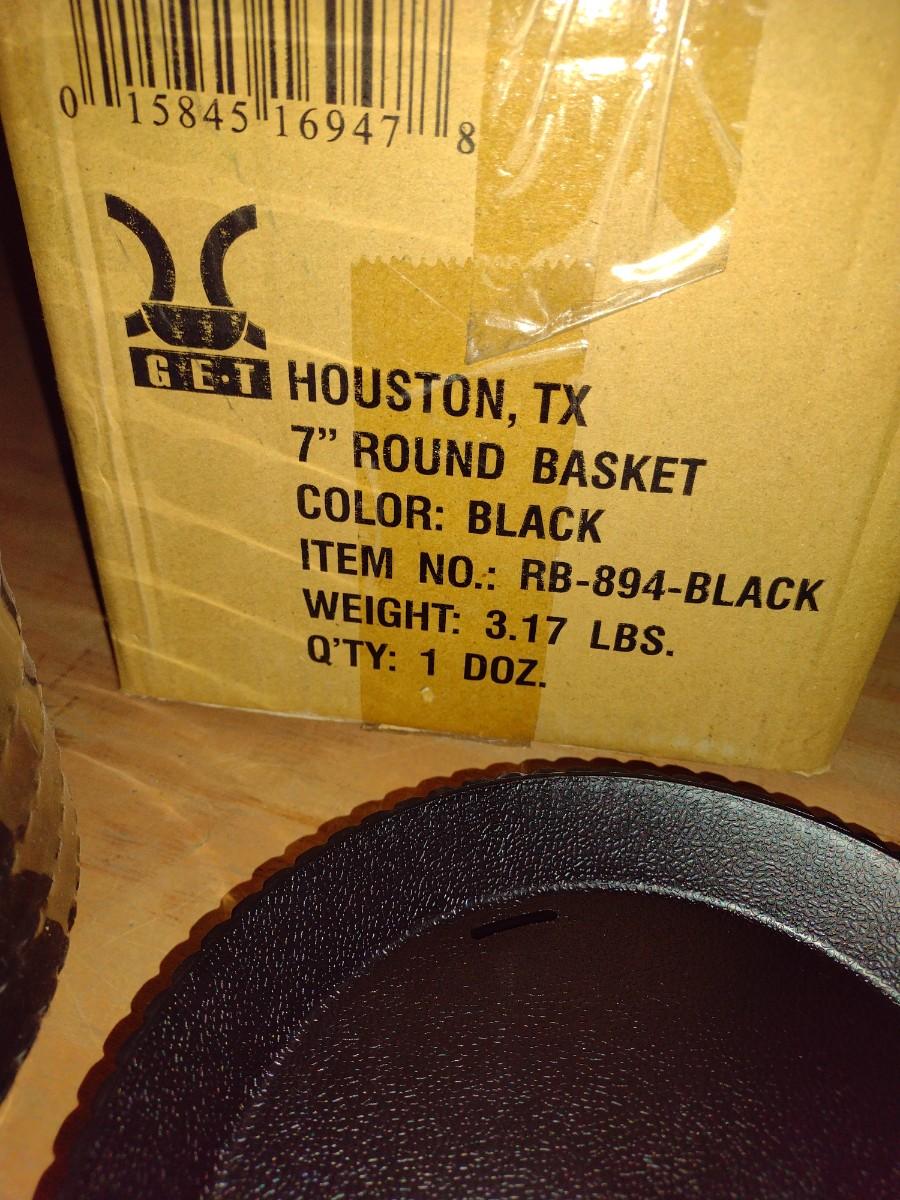 0 15845 16947 8
G.E.T HOUSTON, TX
7” ROUND BASKET
COLOR: BLACK
ITEM NO.: RB-894-BLACK
WEIGHT: 3.17 LBS.
Q’TY: 1 DOZ.